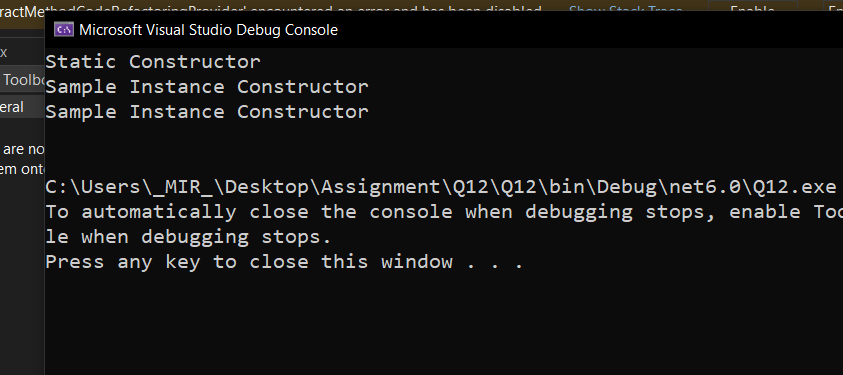 ractMethodCodeRefactoringProvider' encountered an error and has been disabled. Show Stack Trace Enable
Microsoft Visual Studio Debug Console
x
Static Constructor
Toolbo
Sample Instance Constructor
eral
Sample Instance Constructor
are no
em onto
C:\Users\_MIR_\Desktop\Assignment\Q12\Q12\bin\Debug\net6.0\Q12.exe
To automatically close the console when debugging stops, enable Too
le when debugging stops.
Press any key to close this window . . .